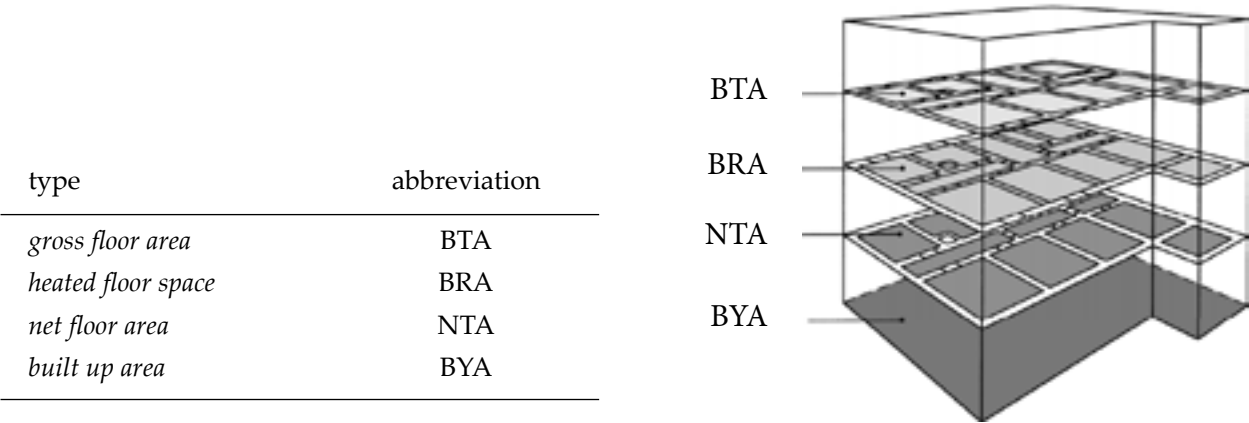 type abbreviation
gross floor area BTA
heated floor space BRA
net floor area NTA
built up area BYA
BTA
BRA
NTA
BYA